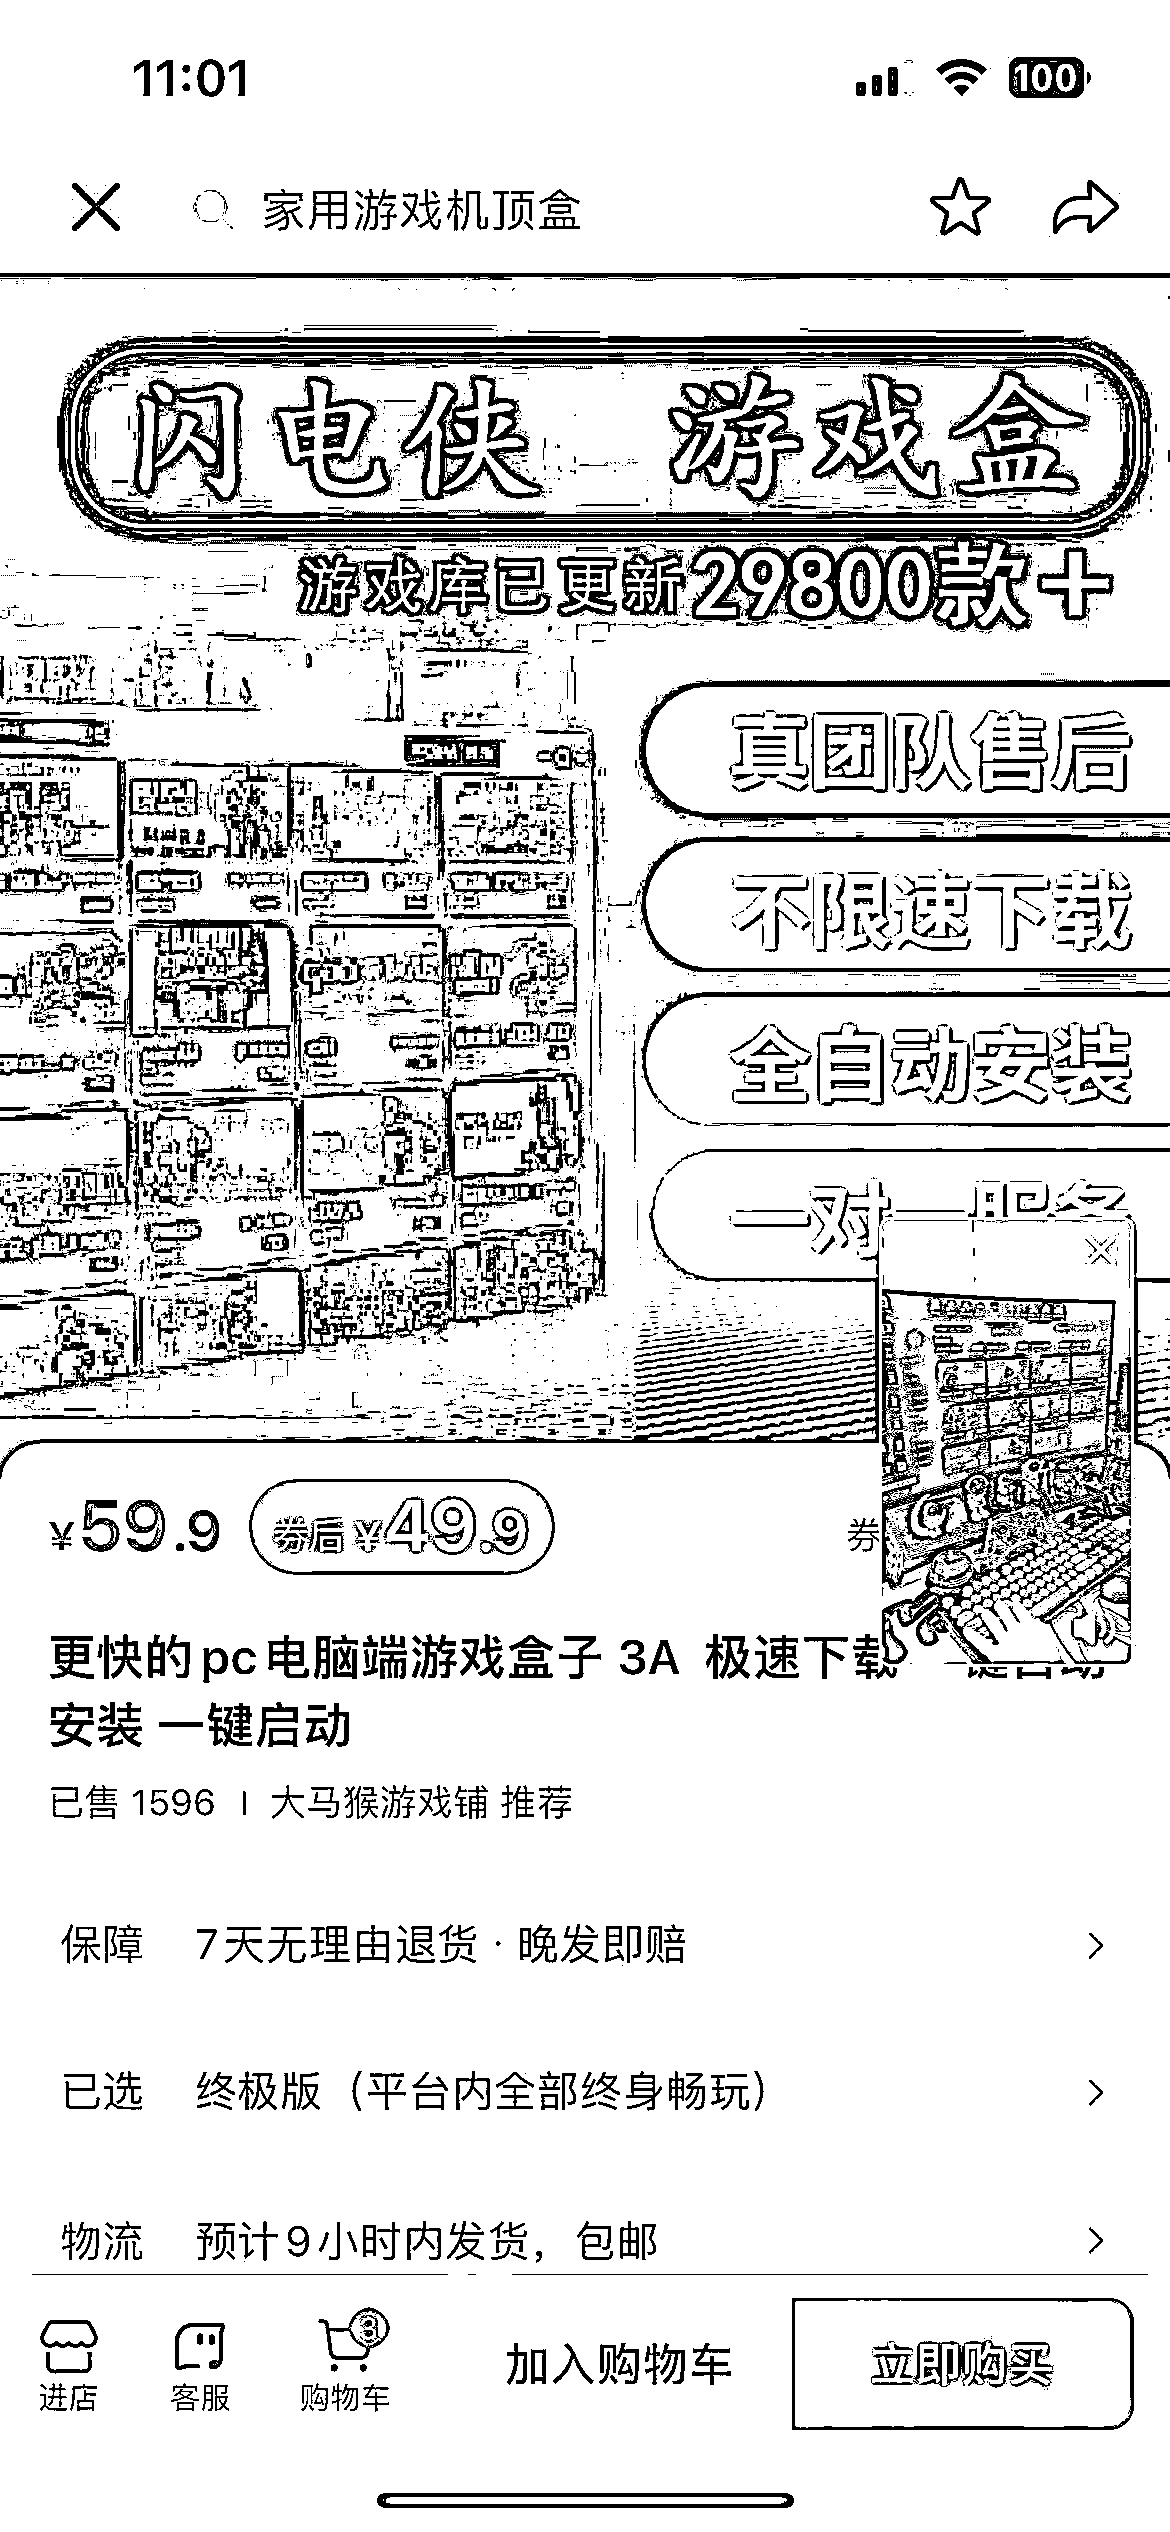 11:01
100
家用游戏机顶盒
闪电侠 游戏盒
游戏库已更新29800款+
真团队售后
不限速下载
全自动安装
一对一服务
¥59.9 券后 ¥49.9 券
更快的pc电脑端游戏盒子 3A 极速下载 一键自动
安装 一键启动
已售 1596 | 大马猴游戏铺 推荐
保障 7天无理由退货 · 晚发即赔
已选 终极版（平台内全部终身畅玩）
物流 预计9小时内发货，包邮
3
进店 客服 购物车 加入购物车 立即购买